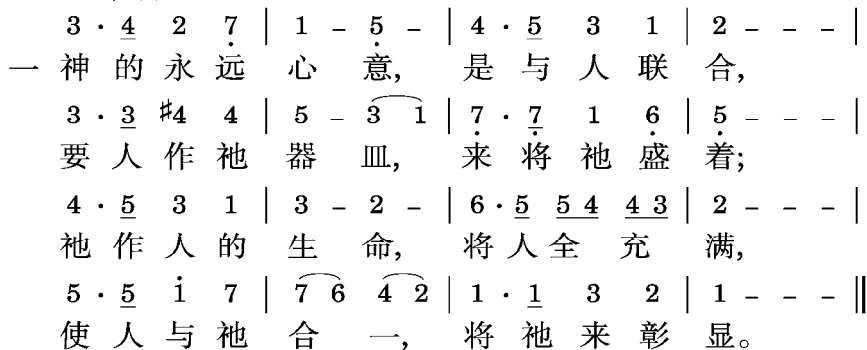 3 · 4 2 7 | 1 - 5 - | 4 · 5 3 1 | 2 - - - |
一 神的永远 心 意, 是与人联 合,
3 · 3 #4 4 | 5 - 3 1 | 7 · 7 1 6 | 5 - - - |
要人作祂 器 皿, 来将祂盛 着;
4 · 5 3 1 | 3 - 2 - | 6 · 5 5 4 4 3 | 2 - - - |
祂作人的 生 命, 将人全充 满,
5 · 5 i 7 | 7 6 4 2 | 1 · 1 3 2 | 1 - - - ‖
使人与祂 合 一, 将祂来彰 显。